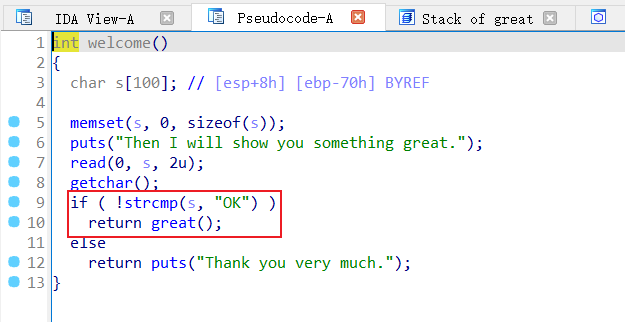 IDA View-A Pseudocode-A Stack of great
1 int welcome()
2 {
3 char s[100]; // [esp+8h] [ebp-70h] BYREF
4
5 memset(s, 0, sizeof(s));
6 puts("Then I will show you something great.");
7 read(0, s, 2u);
8 getchar();
9 if ( !strcmp(s, "OK") )
10 return great();
11 else
12 return puts("Thank you very much.");
13 }